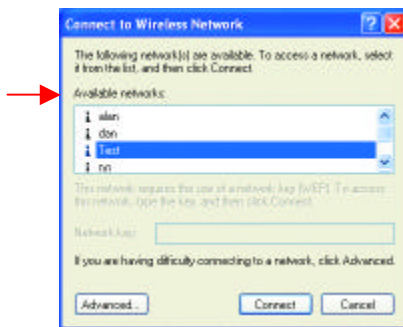 Connect to Wireless Network
The following network(s) are available. To access a network, select
it from the list, and then click Connect.
Available networks:
alan
dan
Test
nn
This network requires the use of a network key (WEP). To access
this network, type the key, and then click Connect.
Network key:
If you are having difficulty connecting to a network, click Advanced.
Advanced...
Connect
Cancel